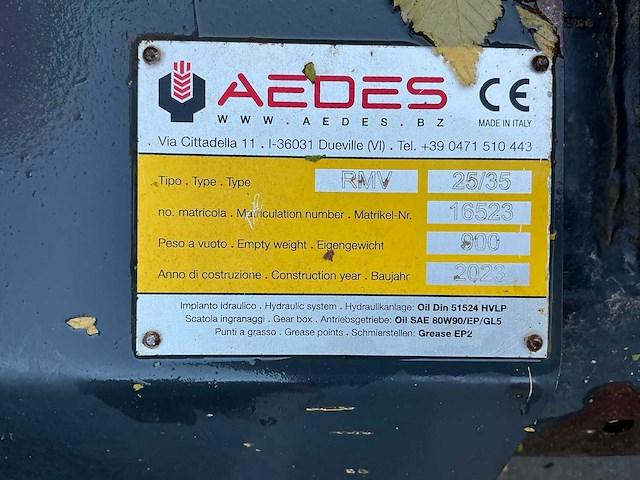 AEDES
WWW.AEDES.BZ
CE
MADE IN ITALY
Via Cittadella 11 . I-36031 Dueville (VI) . Tel. +39 0471 510 443
Tipo . Type . Type RMV 25/35
no. matricola . Matriculation number . Matrikel-Nr. 16523
Peso a vuoto . Empty weight . Eigengewicht 900
Anno di costruzione . Construction year . Baujahr 2023
Impianto idraulico . Hydraulic system . Hydraulikanlage: Oil Din 51524 HVLP
Scatola ingranaggi . Gear box . Antriebsgetriebe: Oil SAE 80W90/EP/GL5
Punti a grasso . Grease points . Schmierstellen: Grease EP2